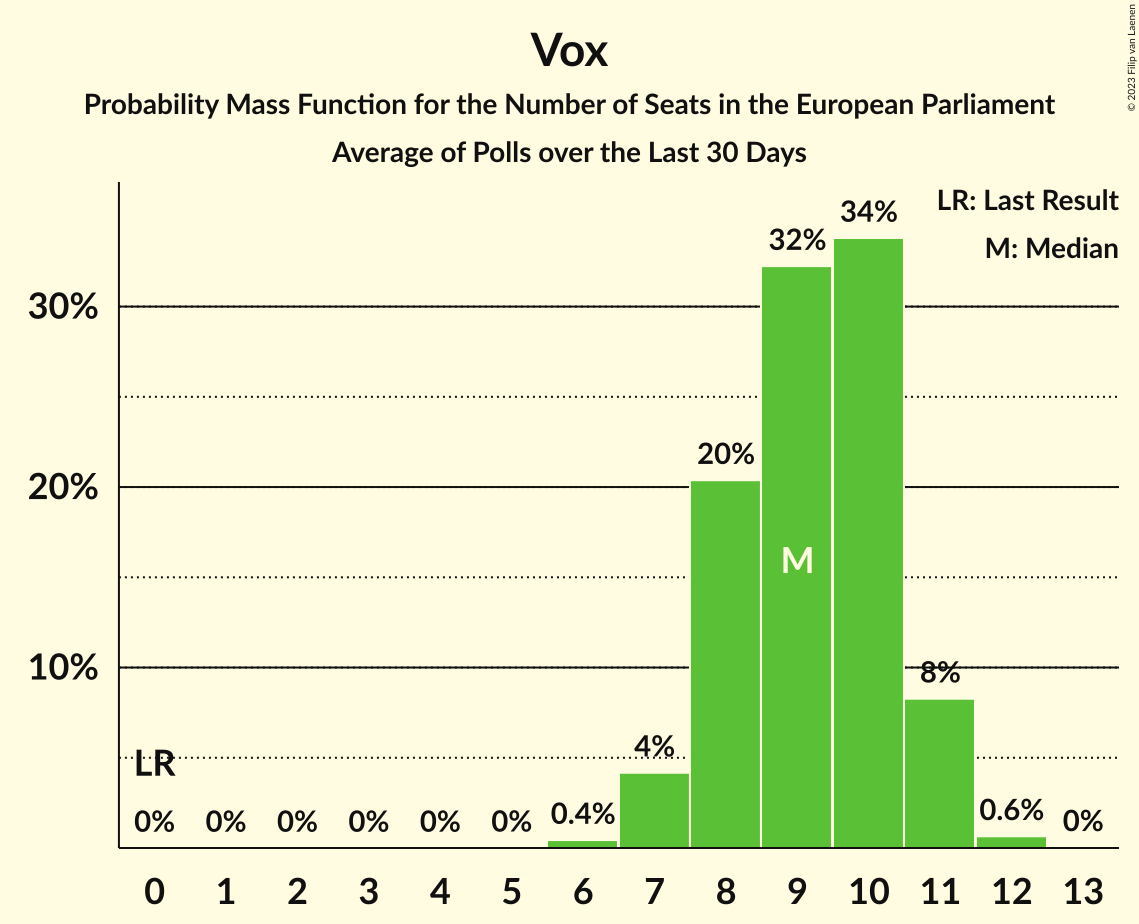 © 2023 Filip van Laenen
Vox
Probability Mass Function for the Number of Seats in the European Parliament
Average of Polls over the Last 30 Days
LR: Last Result
M: Median
34%
32%
30%
20%
20%
M
10%
8%
4%
LR
0% 0% 0% 0% 0% 0% 0.4% 0.6% 0%
0 1 2 3 4 5 6 7 8 9 10 11 12 13